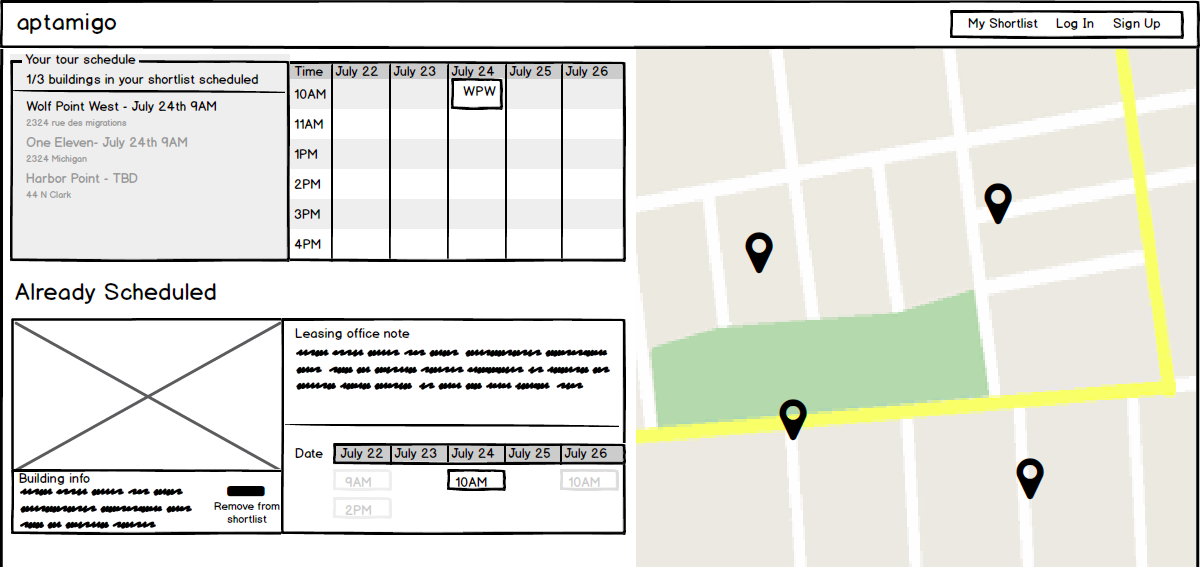 aptamigo
My Shortlist Log In Sign Up
Your tour schedule
1/3 buildings in your shortlist scheduled
Wolf Point West - July 24th 9AM
2324 rue des migrations
One Eleven- July 24th 9AM
2324 Michigan
Harbor Point - TBD
44 N Clark
Time July 22 July 23 July 24 July 25 July 26
10AM WPW
11AM
1PM
2PM
3PM
4PM
Already Scheduled
Leasing office note
Date July 22 July 23 July 24 July 25 July 26
9AM 10AM 10AM
2PM
Building info
Remove from
shortlist